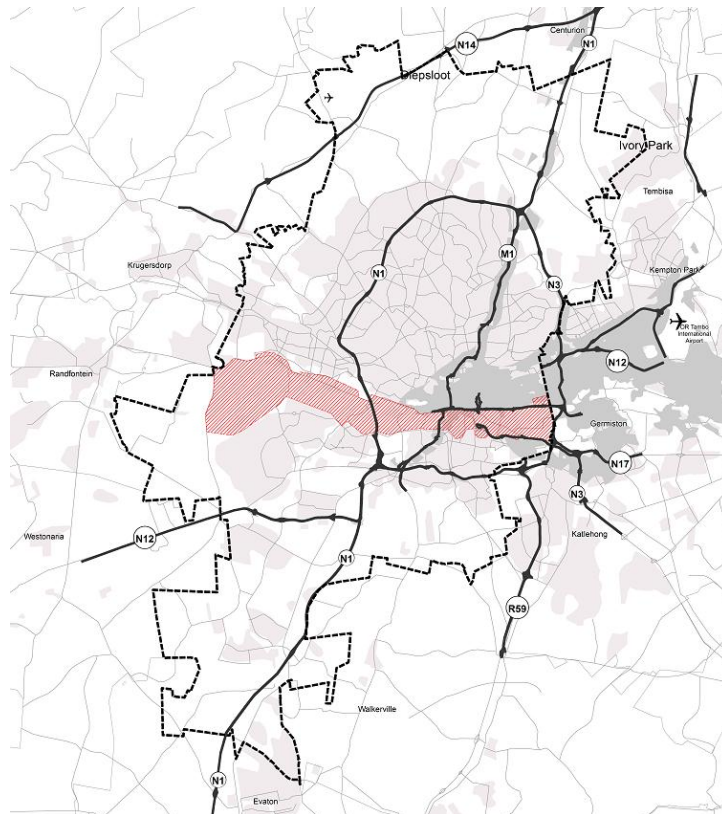 Centurion
N14
N1
Diepsloot
Ivory Park
Tembisa
M1
Krugersdorp
N1
N3
Kempton Park
OR Tambo
International
Airport
N12
Randfontein
Germiston
N17
N3
Westonaria
N12
Katlehong
N1
R59
Walkerville
N1
Evaton